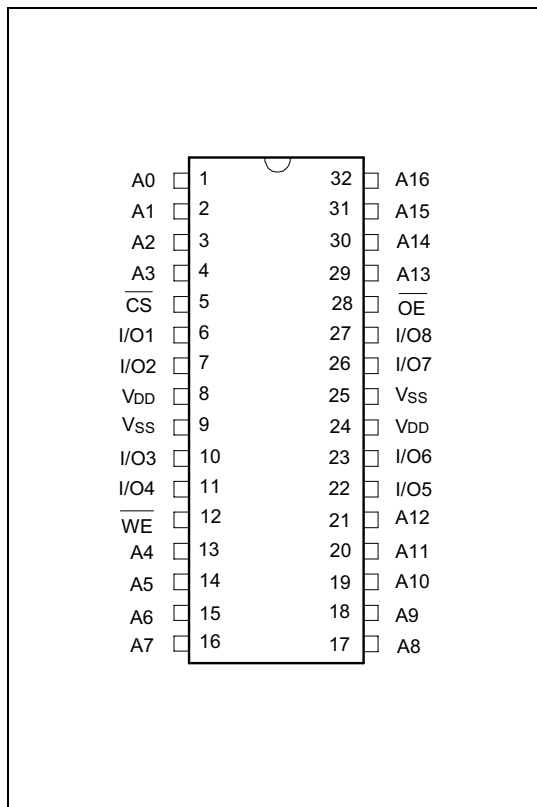 A0 1 32 A16
A1 2 31 A15
A2 3 30 A14
A3 4 29 A13
C̅S̅ 5 28 O̅E̅
I/O1 6 27 I/O8
I/O2 7 26 I/O7
VDD 8 25 VSS
VSS 9 24 VDD
I/O3 10 23 I/O6
I/O4 11 22 I/O5
W̅E̅ 12 21 A12
A4 13 20 A11
A5 14 19 A10
A6 15 18 A9
A7 16 17 A8